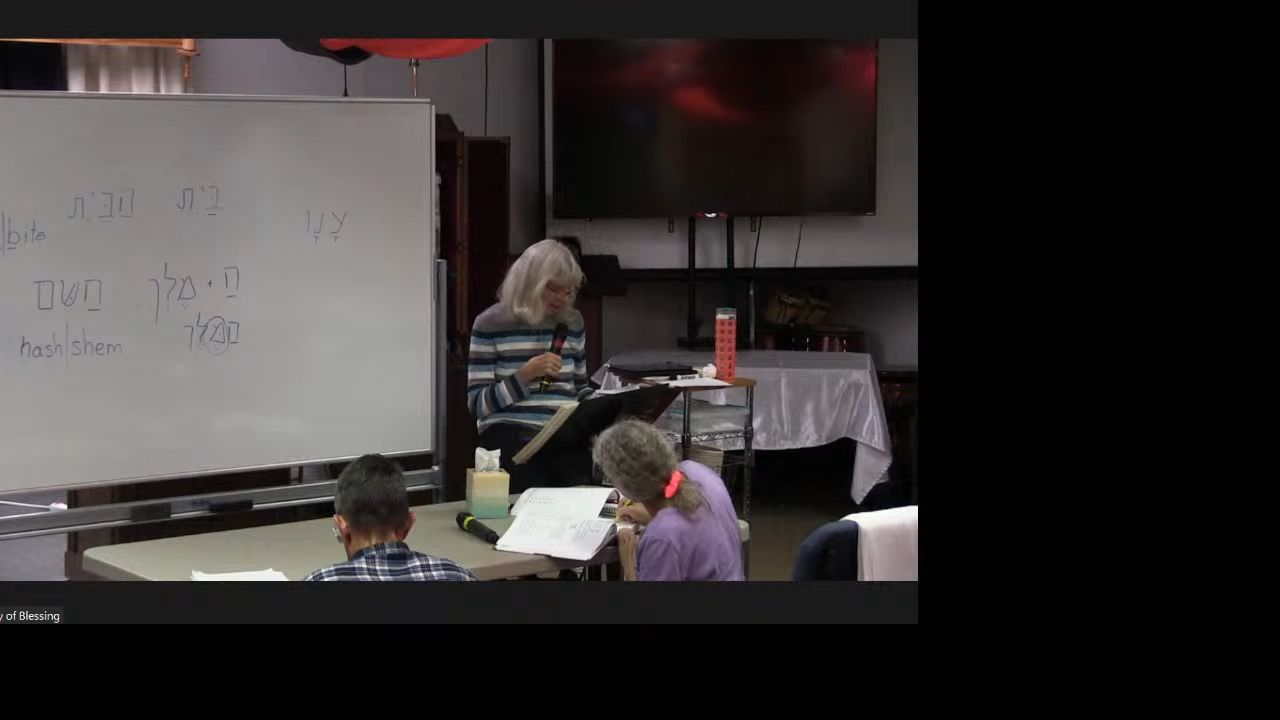 הַבַּיִת בַּיִת
עָנָו
bite
הַשֵּׁם הַ + מֶלֶךְ
hash|shem הַמֶּלֶךְ
y of Blessing